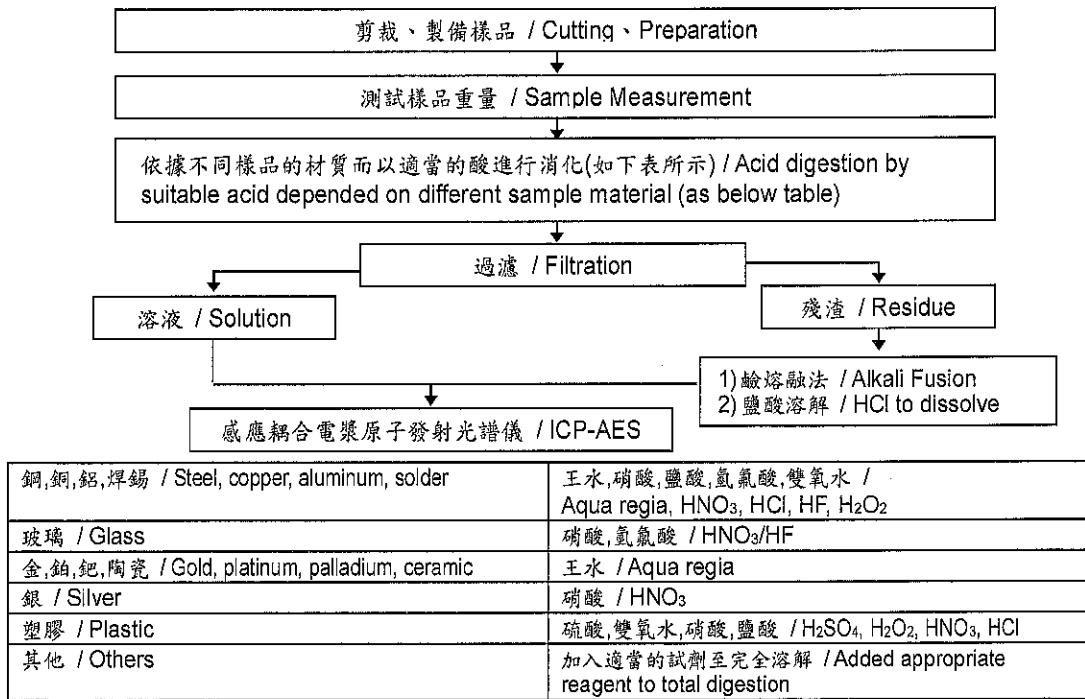 剪裁、製備樣品 / Cutting、Preparation
測試樣品重量 / Sample Measurement
依據不同樣品的材質而以適當的酸進行消化(如下表所示) / Acid digestion by
suitable acid depended on different sample material (as below table)
過濾 / Filtration
溶液 / Solution
殘渣 / Residue
1)鹼熔融法 / Alkali Fusion
2)鹽酸溶解 / HCl to dissolve
感應耦合電漿原子發射光譜儀 / ICP-AES
鋼,銅,鋁,焊錫 / Steel, copper, aluminum, solder
王水,硝酸,鹽酸,氫氟酸,雙氧水 /
Aqua regia, HNO₃, HCl, HF, H₂O₂
玻璃 / Glass
硝酸,氫氟酸 / HNO₃/HF
金,鉑,鈀,陶瓷 / Gold, platinum, palladium, ceramic
王水 / Aqua regia
銀 / Silver
硝酸 / HNO₃
塑膠 / Plastic
硫酸,雙氧水,硝酸,鹽酸 / H₂SO₄, H₂O₂, HNO₃, HCl
其他 / Others
加入適當的試劑至完全溶解 / Added appropriate
reagent to total digestion